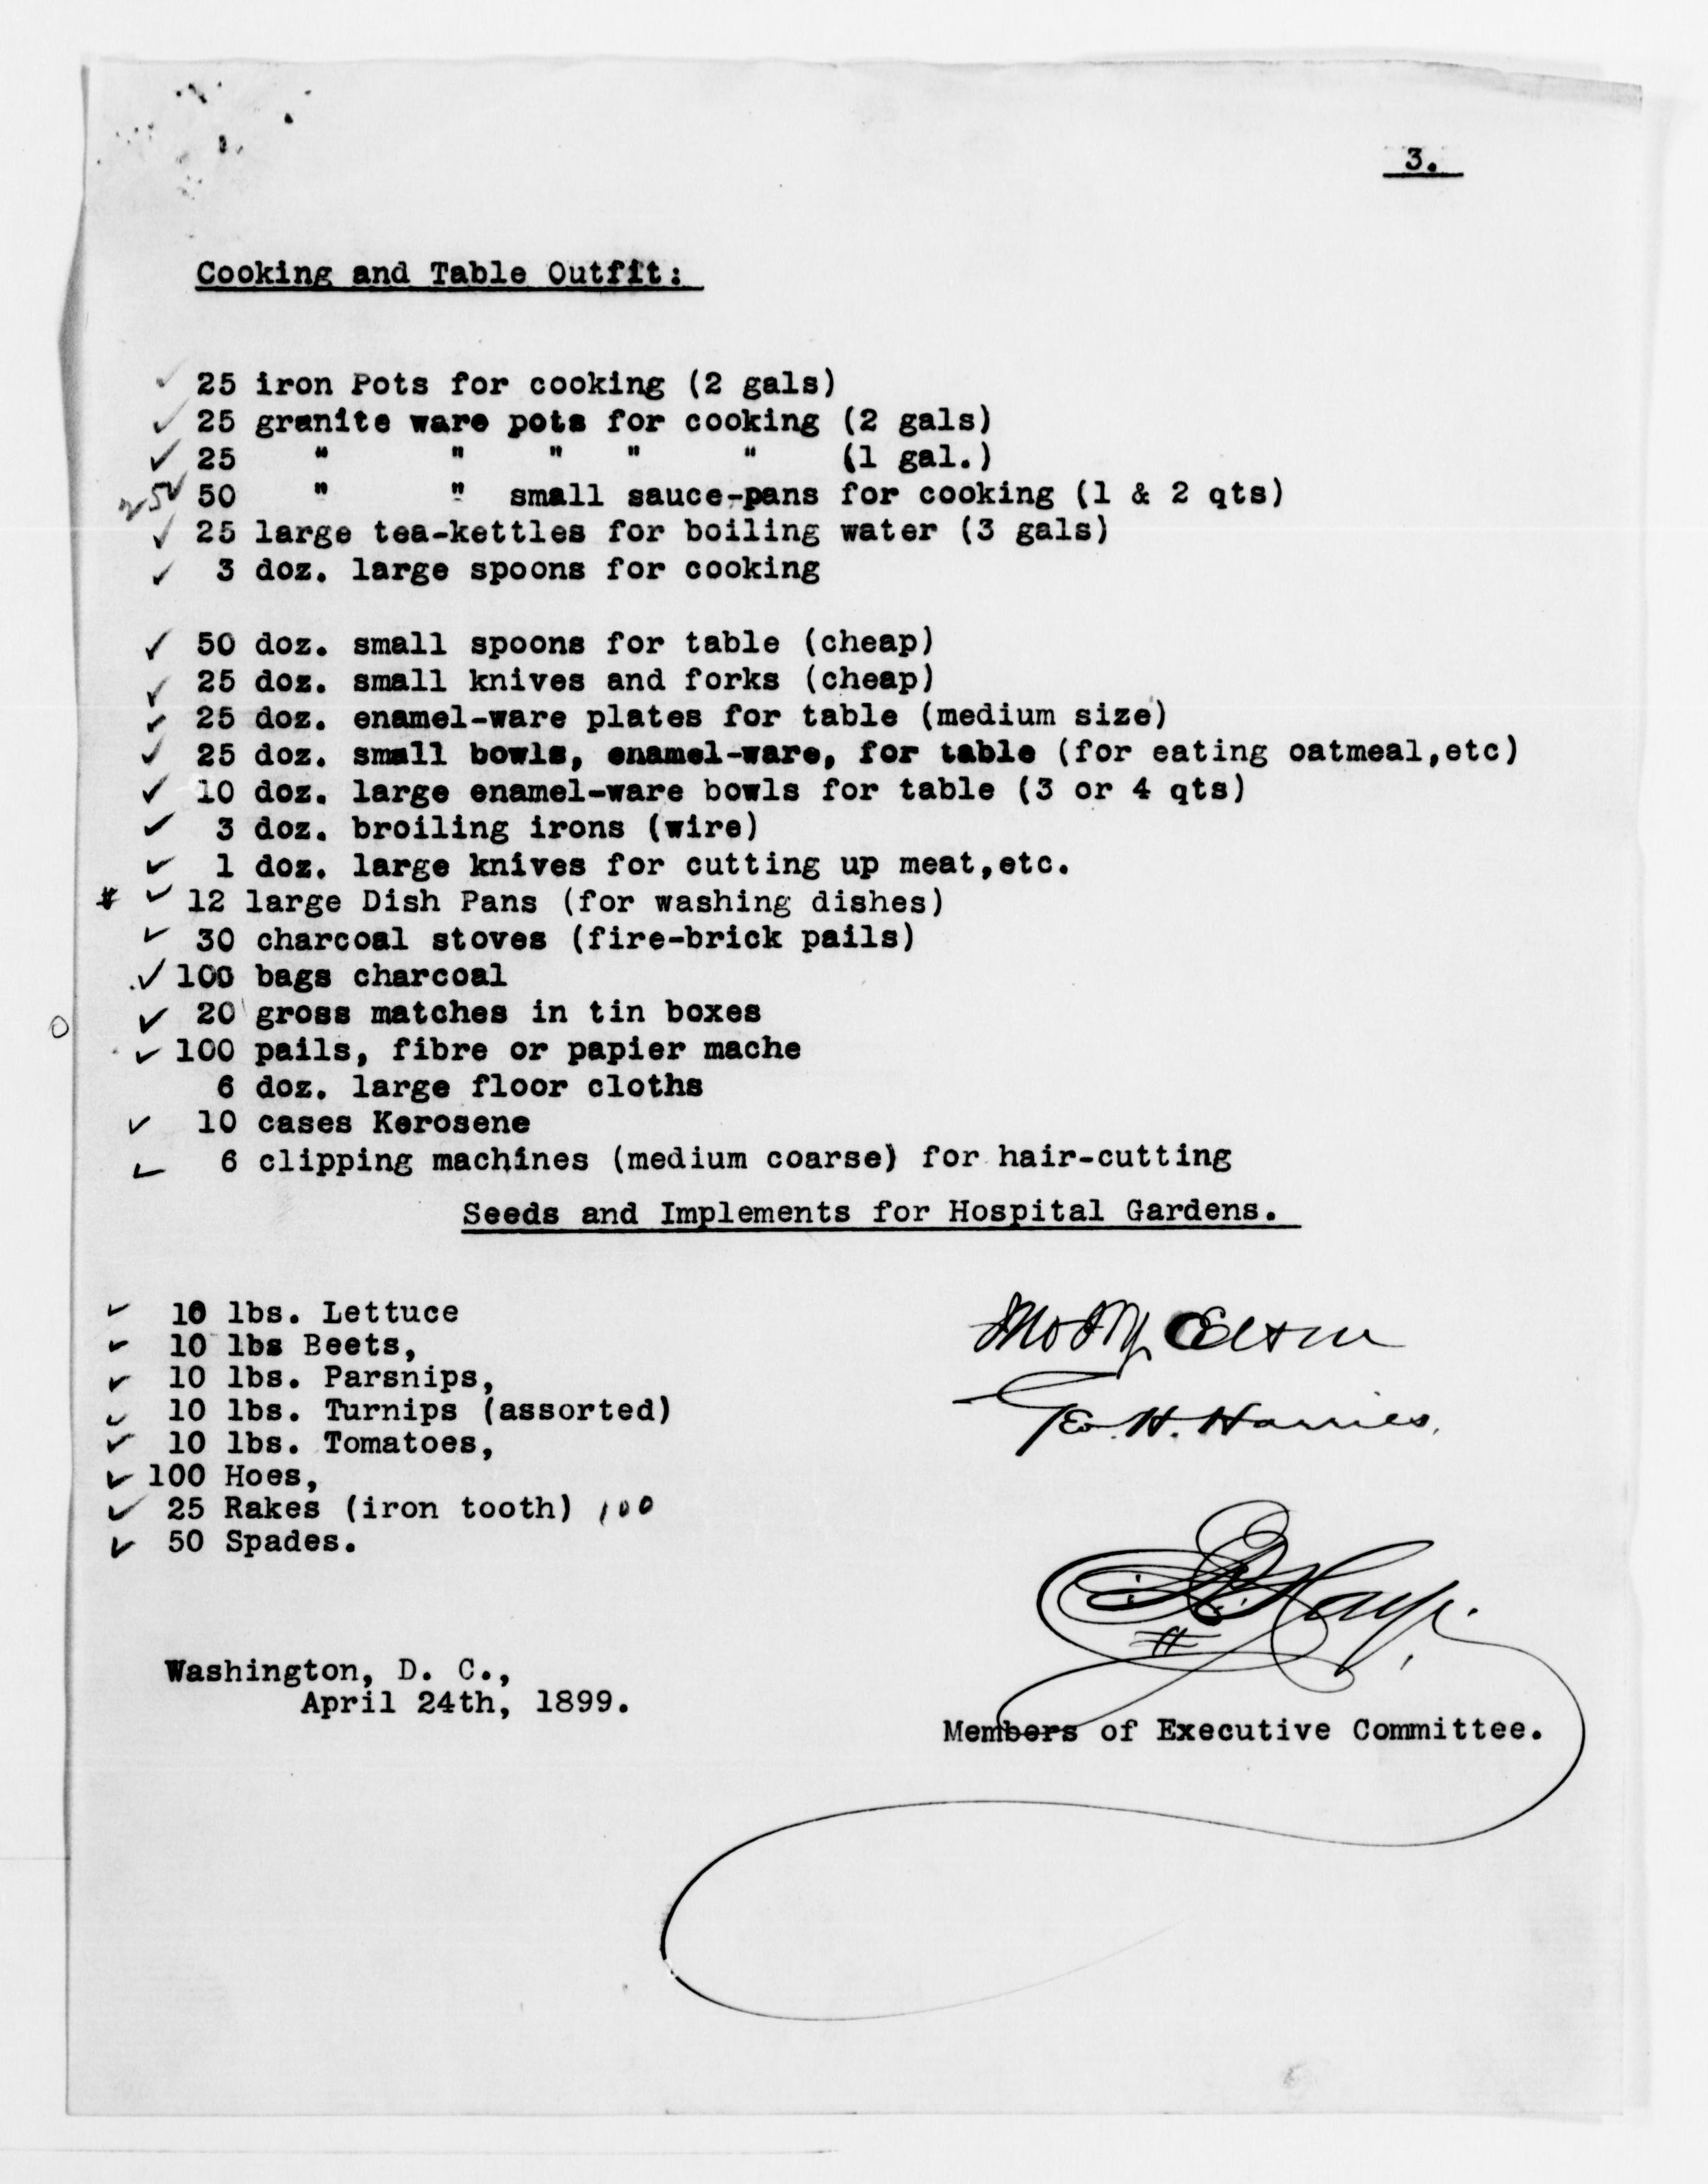 3.
Cooking and Table Outfit:
✓ 25 iron Pots for cooking (2 gals)
✓ 25 granite ware pots for cooking (2 gals)
✓ 25 " " " " " (1 gal.)
25 ✓ 50 " " small sauce-pans for cooking (1 & 2 qts)
✓ 25 large tea-kettles for boiling water (3 gals)
✓ 3 doz. large spoons for cooking
✓ 50 doz. small spoons for table (cheap)
✓ 25 doz. small knives and forks (cheap)
✓ 25 doz. enamel-ware plates for table (medium size)
✓ 25 doz. small bowls, enamel-ware, for table (for eating oatmeal,etc)
✓ 10 doz. large enamel-ware bowls for table (3 or 4 qts)
✓ 3 doz. broiling irons (wire)
✓ 1 doz. large knives for cutting up meat,etc.
# ✓ 12 large Dish Pans (for washing dishes)
✓ 30 charcoal stoves (fire-brick pails)
✓ 100 bags charcoal
✓ 20 gross matches in tin boxes
✓ 100 pails, fibre or papier mache
6 doz. large floor cloths
✓ 10 cases Kerosene
✓ 6 clipping machines (medium coarse) for hair-cutting
Seeds and Implements for Hospital Gardens.
✓ 10 lbs. Lettuce
✓ 10 lbs Beets,
✓ 10 lbs. Parsnips,
✓ 10 lbs. Turnips (assorted)
✓ 10 lbs. Tomatoes,
✓ 100 Hoes,
✓ 25 Rakes (iron tooth) 100
✓ 50 Spades.
Geo. H. Harries.
Washington, D. C.,
April 24th, 1899.
Members of Executive Committee.